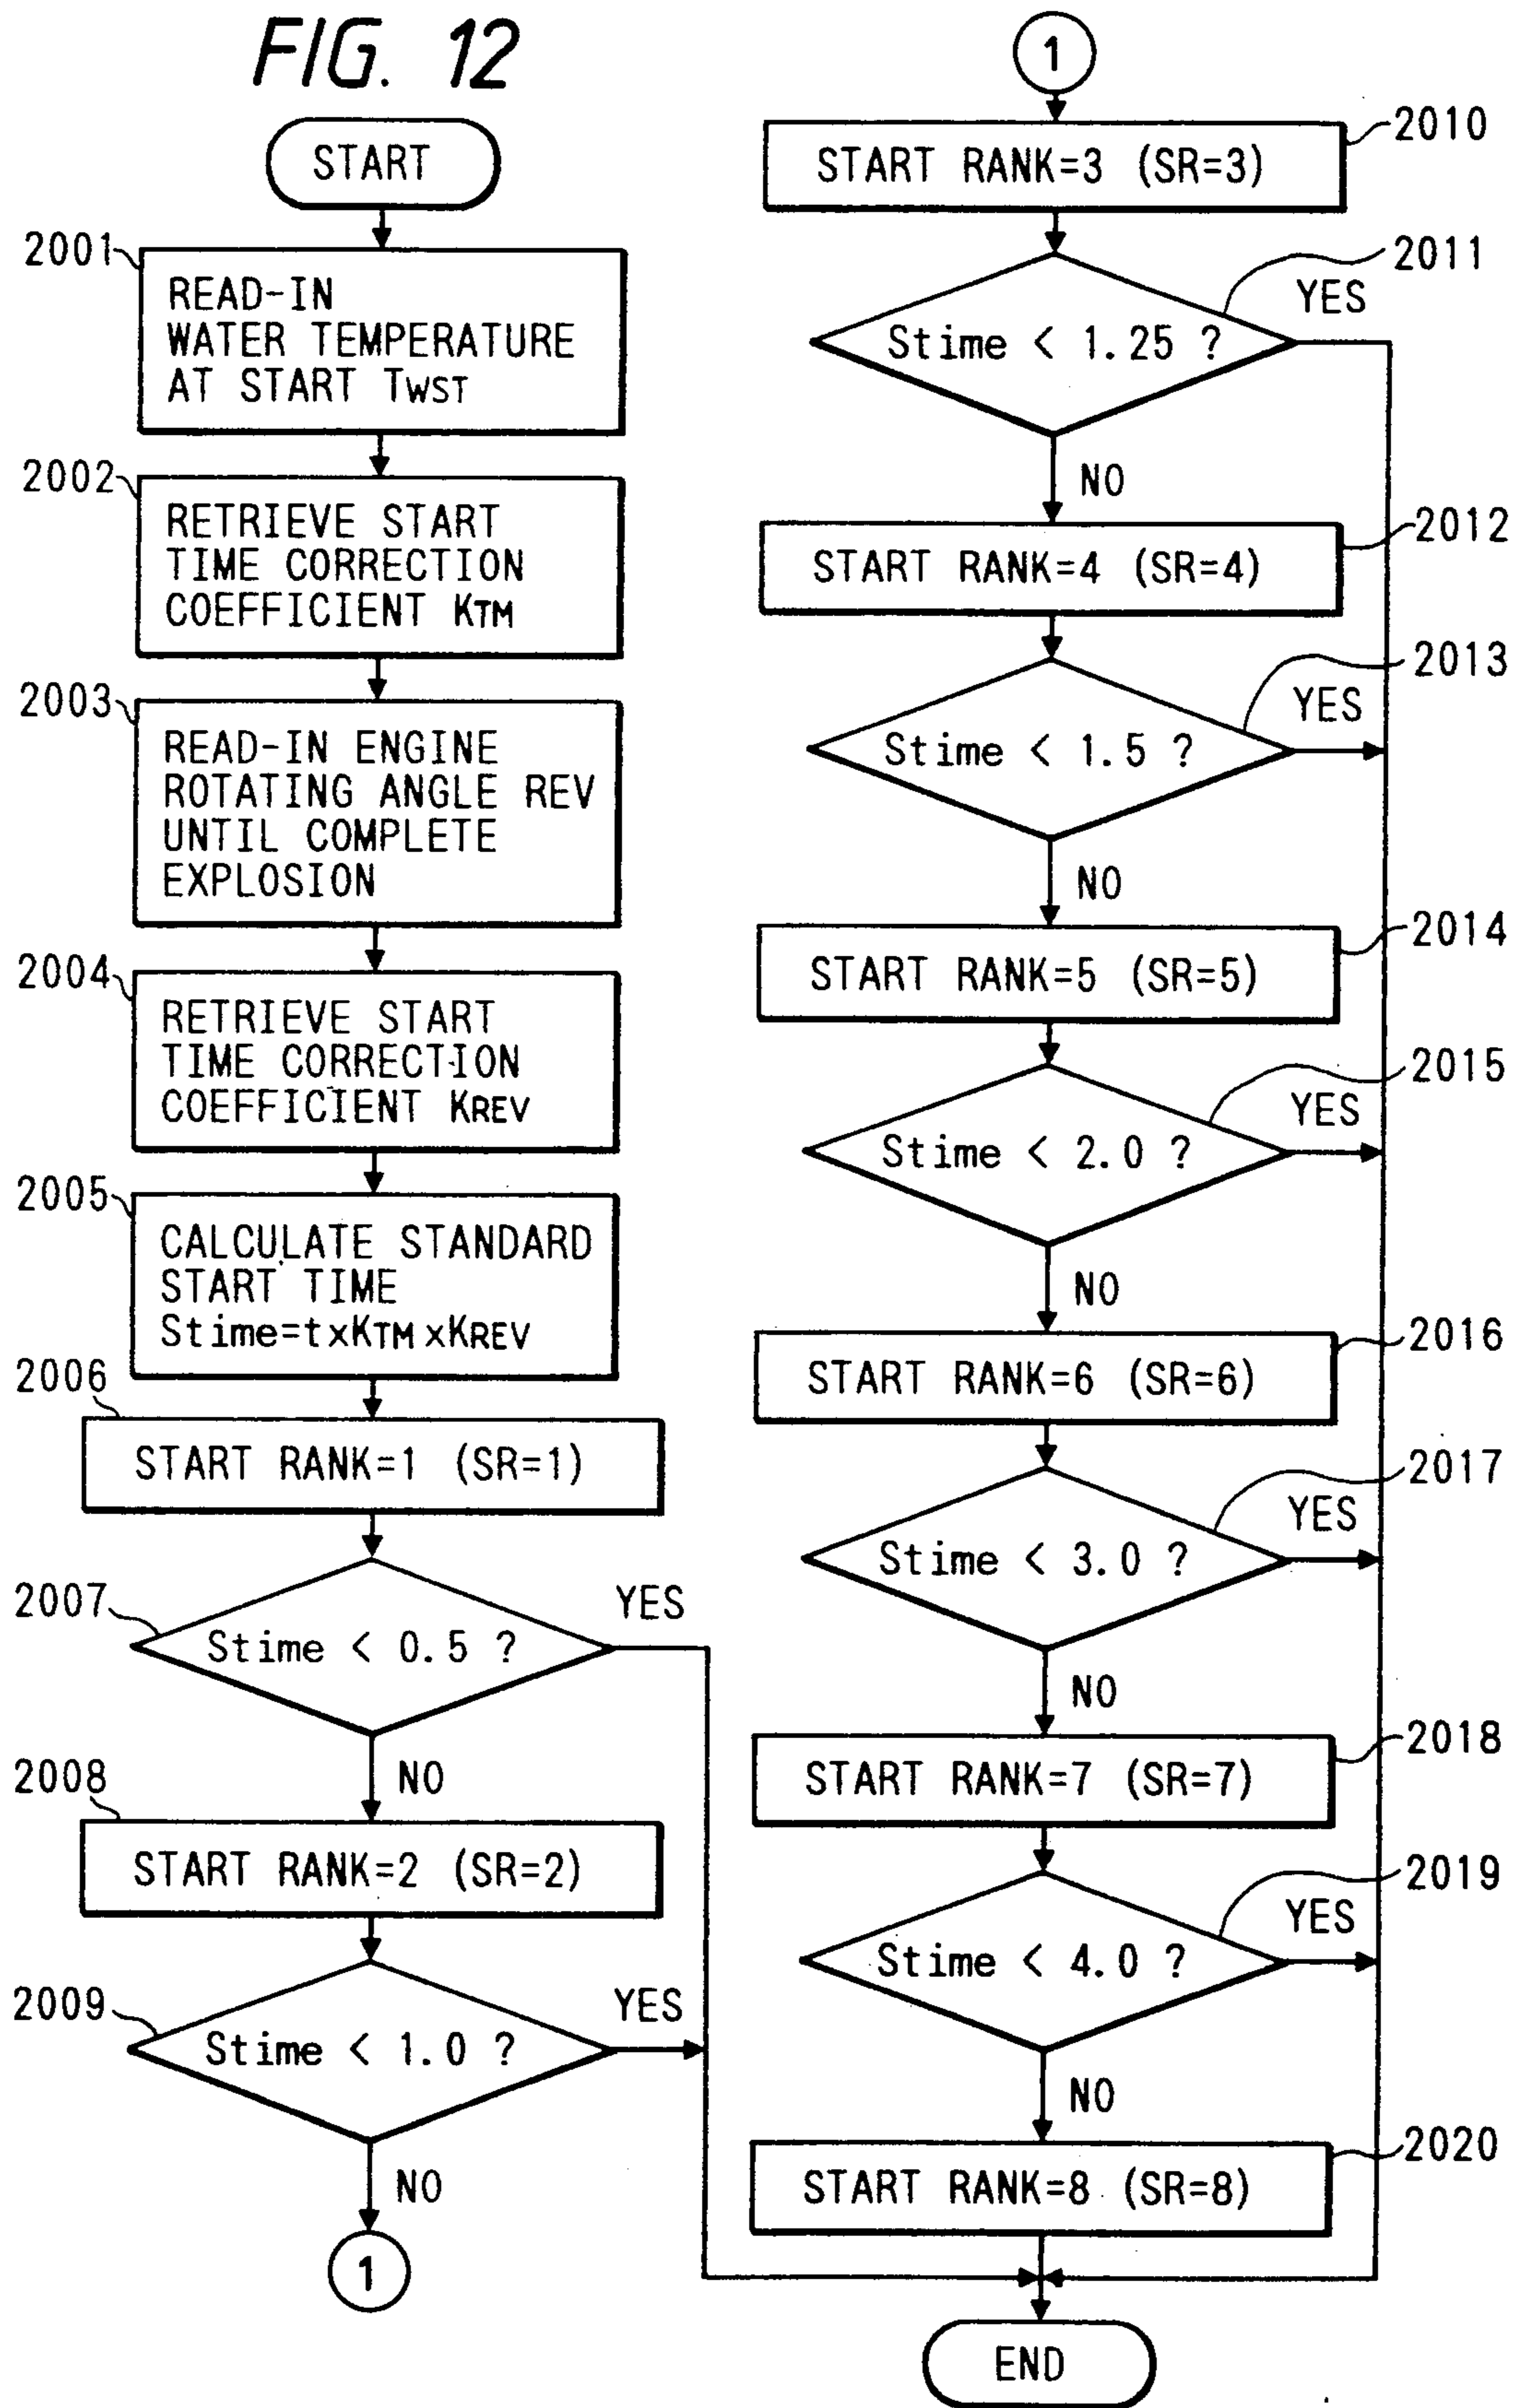 FIG. 12
START
2001
READ-IN
WATER TEMPERATURE
AT START TWST
2002
RETRIEVE START
TIME CORRECTION
COEFFICIENT KTM
2003
READ-IN ENGINE
ROTATING ANGLE REV
UNTIL COMPLETE
EXPLOSION
2004
RETRIEVE START
TIME CORRECTION
COEFFICIENT KREV
2005
CALCULATE STANDARD
START TIME
Stime=t×KTM×KREV
2006
START RANK=1 (SR=1)
2007
Stime < 0.5 ?
YES
NO
2008
START RANK=2 (SR=2)
2009
Stime < 1.0 ?
YES
NO
1
1
2010
START RANK=3 (SR=3)
2011
Stime < 1.25 ?
YES
NO
2012
START RANK=4 (SR=4)
2013
Stime < 1.5 ?
YES
NO
2014
START RANK=5 (SR=5)
2015
Stime < 2.0 ?
YES
NO
2016
START RANK=6 (SR=6)
2017
Stime < 3.0 ?
YES
NO
2018
START RANK=7 (SR=7)
2019
Stime < 4.0 ?
YES
NO
2020
START RANK=8 (SR=8)
END